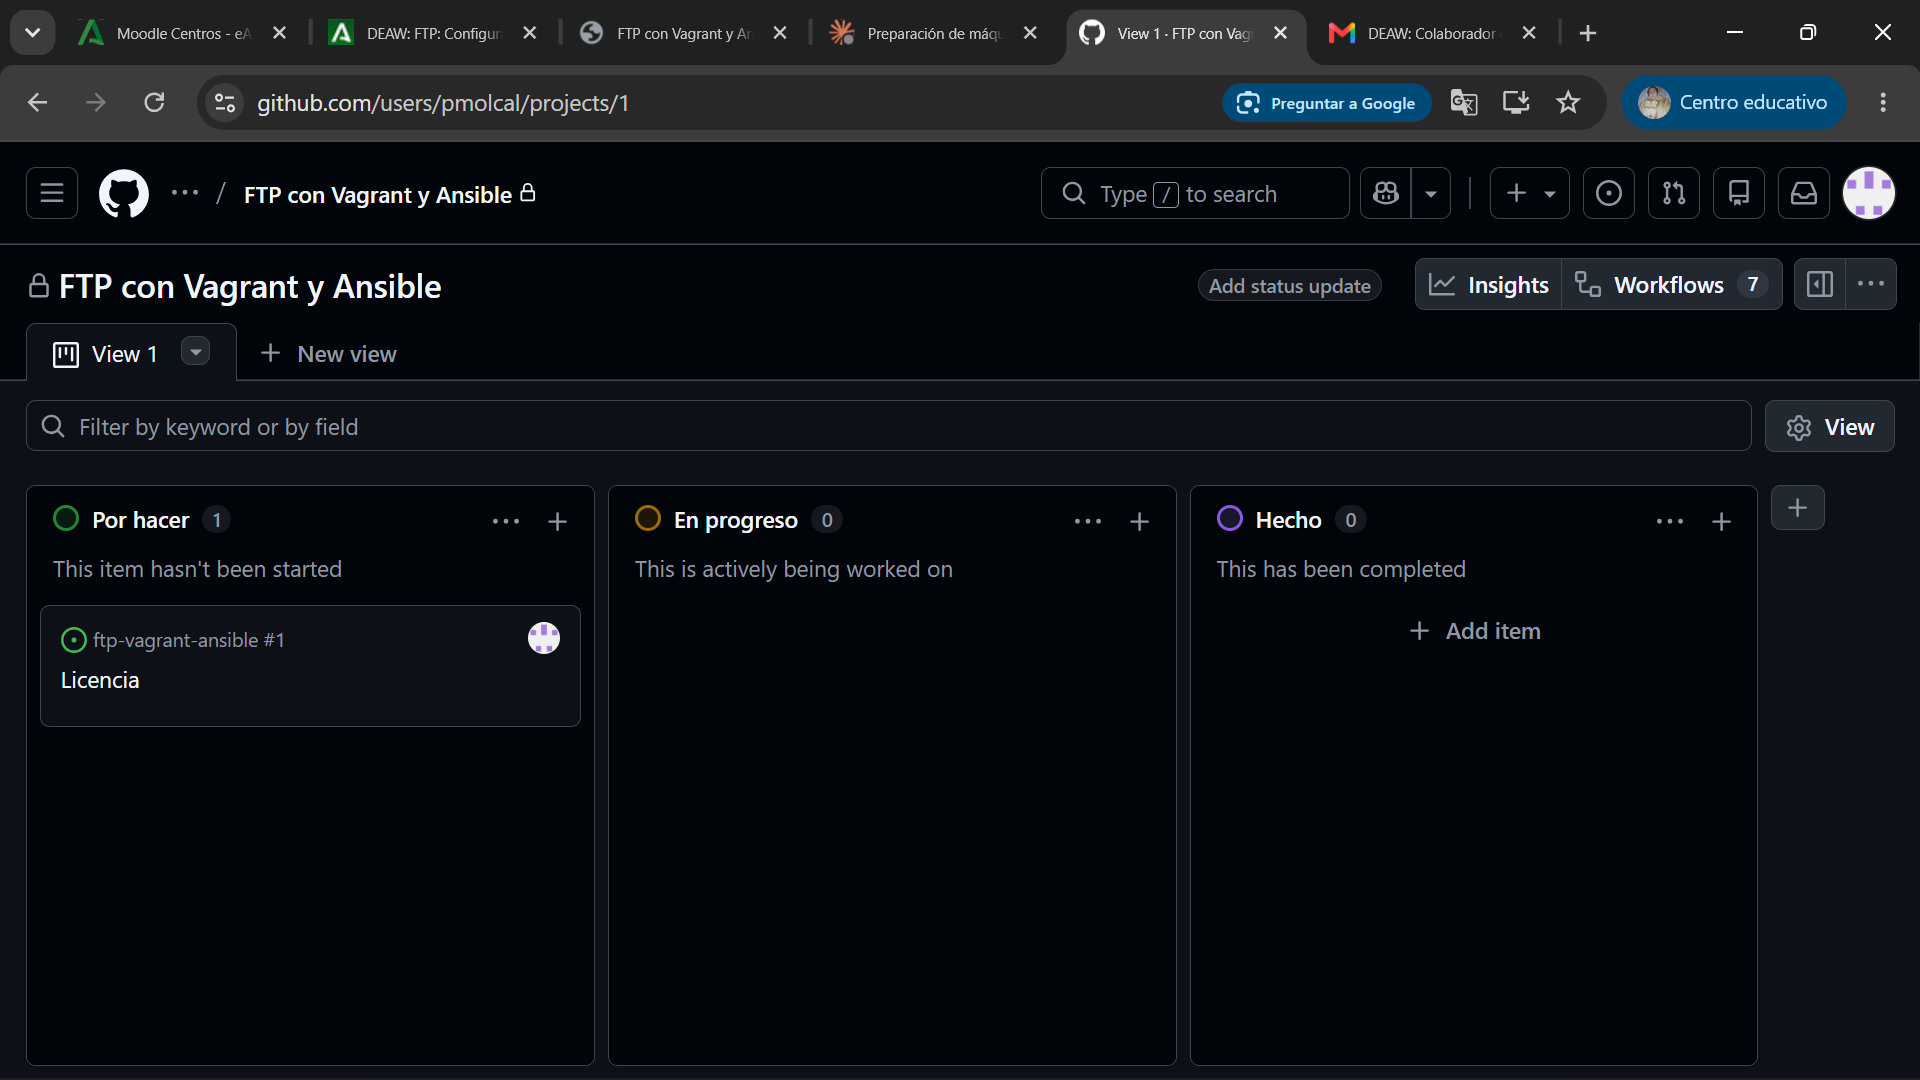 Moodle Centros - eA
DEAW: FTP: Configur
FTP con Vagrant y An
Preparación de máqu
View 1 · FTP con Vag
DEAW: Colaborador
github.com/users/pmolcal/projects/1
Preguntar a Google
Centro educativo
... / FTP con Vagrant y Ansible
Type / to search
FTP con Vagrant y Ansible
Add status update
Insights
Workflows 7
View 1
New view
Filter by keyword or by field
View
Por hacer 1
This item hasn't been started
ftp-vagrant-ansible #1
Licencia
En progreso 0
This is actively being worked on
Hecho 0
This has been completed
Add item